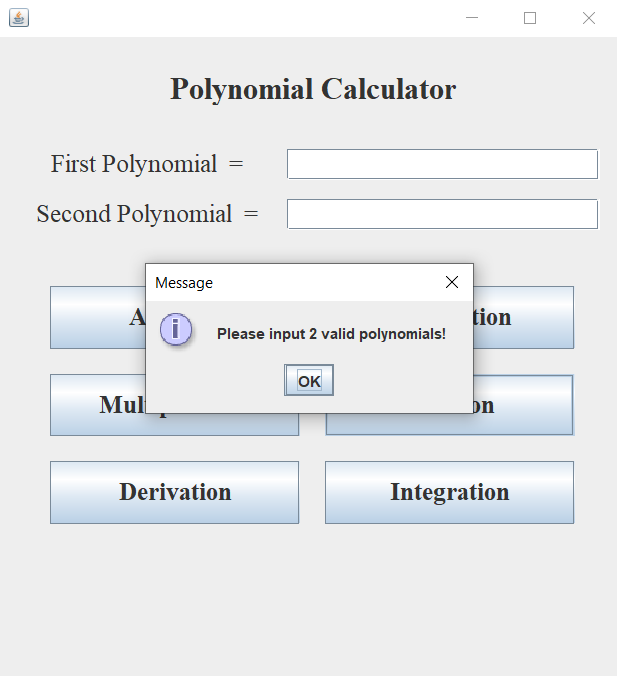 Polynomial Calculator
First Polynomial =
Second Polynomial =
Message
Please input 2 valid polynomials!
OK
Derivation
Integration